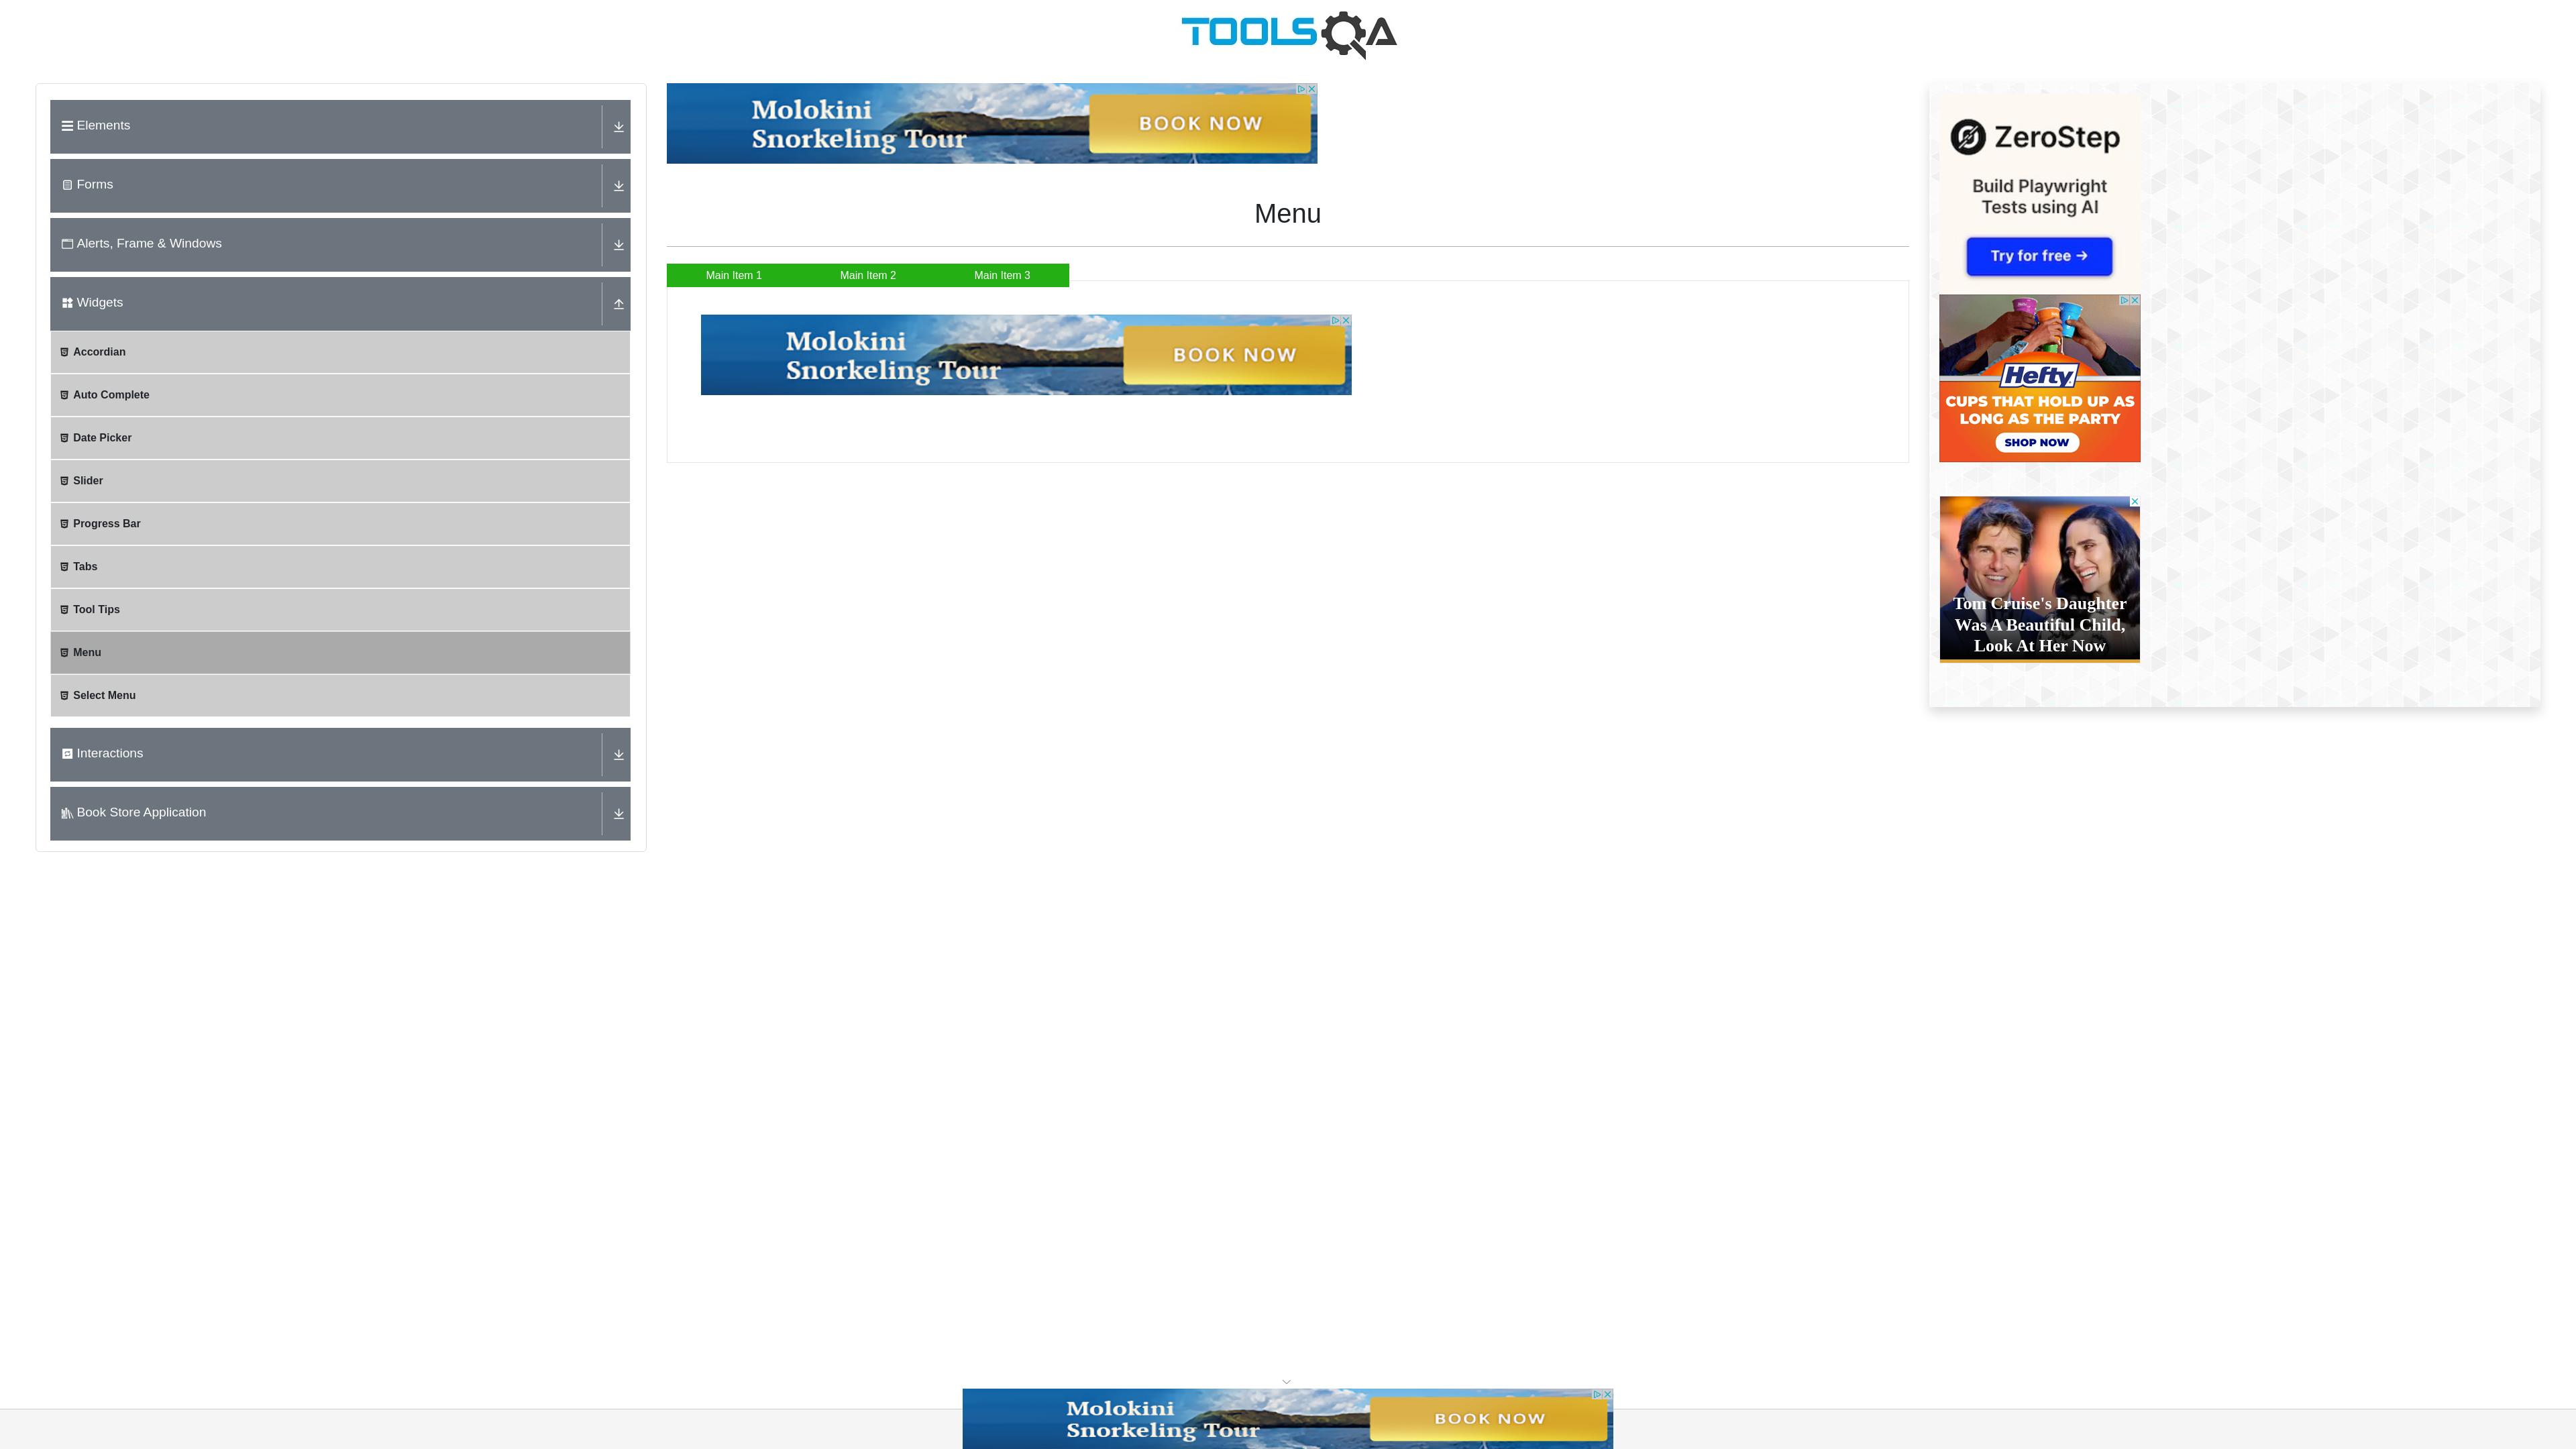 TOOLSQA
Elements
Forms
Alerts, Frame & Windows
Widgets
Accordian
Auto Complete
Date Picker
Slider
Progress Bar
Tabs
Tool Tips
Menu
Select Menu
Interactions
Book Store Application
Molokini
Snorkeling Tour
BOOK NOW
Menu
Main Item 1
Main Item 2
Main Item 3
Molokini
Snorkeling Tour
BOOK NOW
ZeroStep
Build Playwright
Tests using AI
Try for free →
Hefty
CUPS THAT HOLD UP AS
LONG AS THE PARTY
SHOP NOW
Tom Cruise's Daughter
Was A Beautiful Child,
Look At Her Now
Molokini
Snorkeling Tour
BOOK NOW